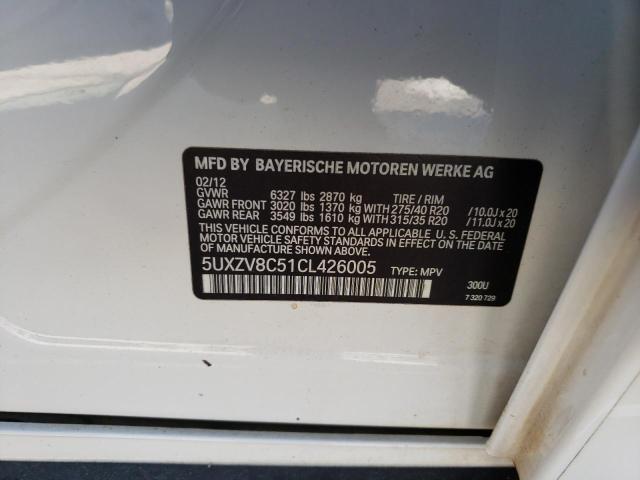 MFD BY BAYERISCHE MOTOREN WERKE AG
02/12
GVWR 6327 lbs 2870 kg TIRE / RIM
GAWR FRONT 3020 lbs 1370 kg WITH 275/40 R20 /10.0J x 20
GAWR REAR 3549 lbs 1610 kg WITH 315/35 R20 /11.0J x 20
THIS VEHICLE CONFORMS TO ALL APPLICABLE U.S. FEDERAL
MOTOR VEHICLE SAFETY STANDARDS IN EFFECT ON THE DATE
OF MANUFACTURE SHOWN ABOVE.
5UXZV8C51CL426005 TYPE: MPV
300U
7 320 729